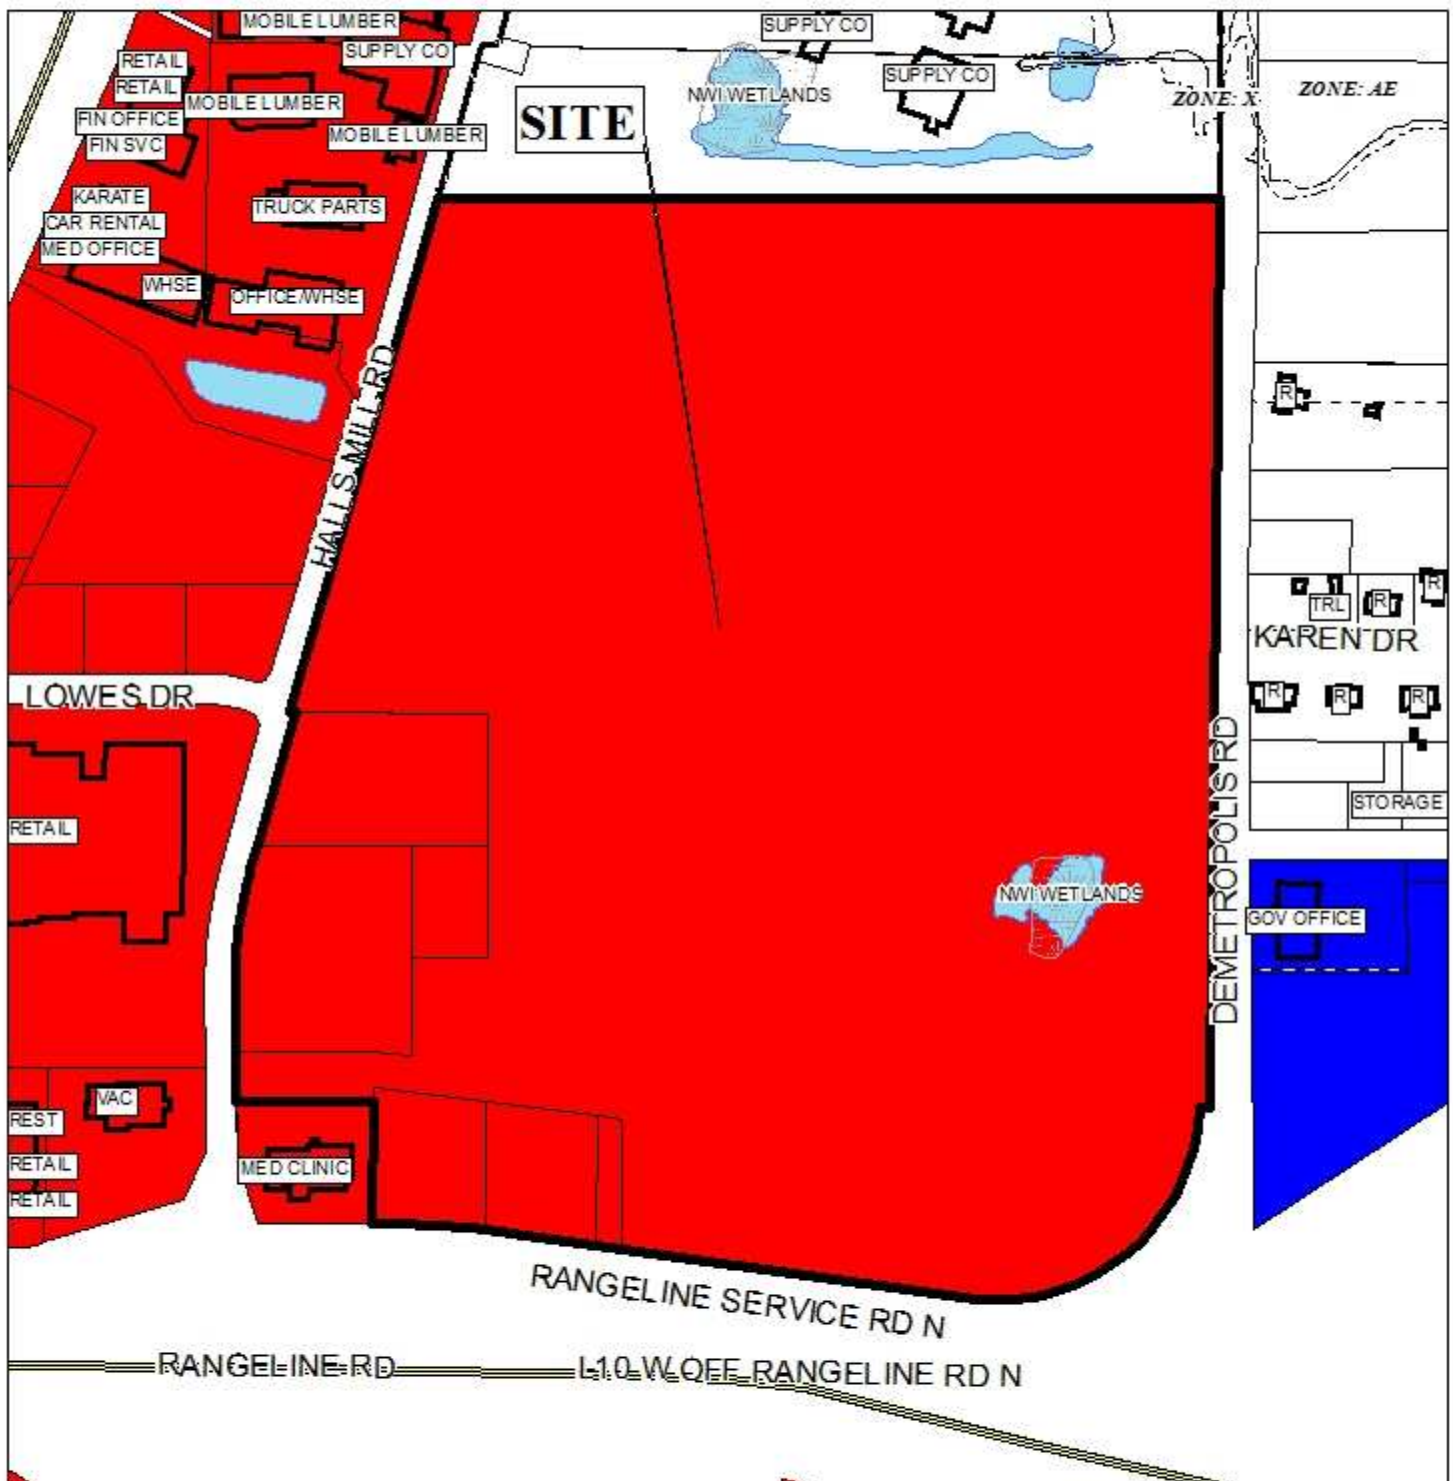 MOBILE LUMBER
SUPPLY CO
SUPPLY CO
RETAIL
RETAIL
MOBILE LUMBER
FIN OFFICE
FIN SVC
MOBILE LUMBER
SITE
NWI WETLANDS
SUPPLY CO
ZONE: X
ZONE: AE
KARATE
CAR RENTAL
MED OFFICE
TRUCK PARTS
WHSE
OFFICE/WHSE
HALLS MILL RD
R
R
R
TRL
KAREN DR
LOWES DR
R
R
R
RETAIL
STORAGE
NWI WETLANDS
DEMETROPOLIS RD
GOV OFFICE
VAC
REST
RETAIL
RETAIL
MED CLINIC
RANGELINE SERVICE RD N
RANGELINE RD
I-10 W OFF RANGELINE RD N